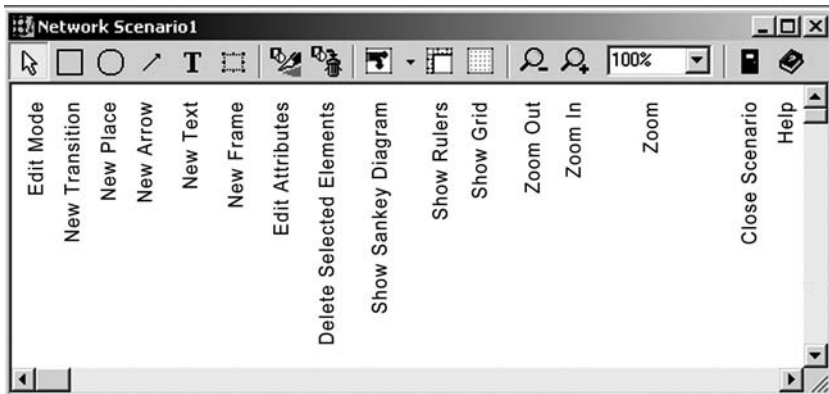 Network Scenario1
T
100%
Edit Mode
New Transition
New Place
New Arrow
New Text
New Frame
Edit Attributes
Delete Selected Elements
Show Sankey Diagram
Show Rulers
Show Grid
Zoom Out
Zoom In
Zoom
Close Scenario
Help